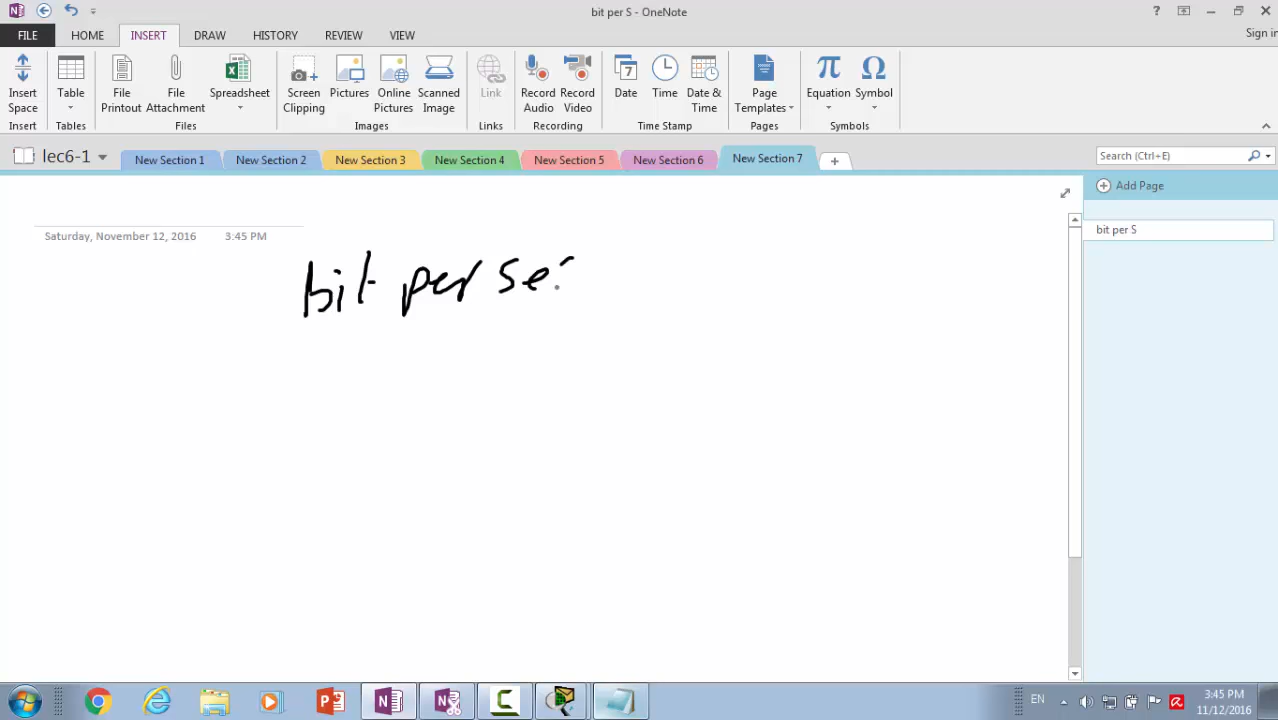 bit per S - OneNote
?
FILE HOME INSERT DRAW HISTORY REVIEW VIEW
Sign in
Insert Space
Table
File Printout
File Attachment
Spreadsheet
Screen Clipping
Pictures
Online Pictures
Scanned Image
Link
Record Audio
Record Video
Date
Time
Date & Time
Page Templates
π Equation
Ω Symbol
Insert Tables Files Images Links Recording Time Stamp Pages Symbols
lec6-1 New Section 1 New Section 2 New Section 3 New Section 4 New Section 5 New Section 6 New Section 7 +
Search (Ctrl+E)
Add Page
bit per S
Saturday, November 12, 2016 3:45 PM
bit per se
EN
3:45 PM
11/12/2016